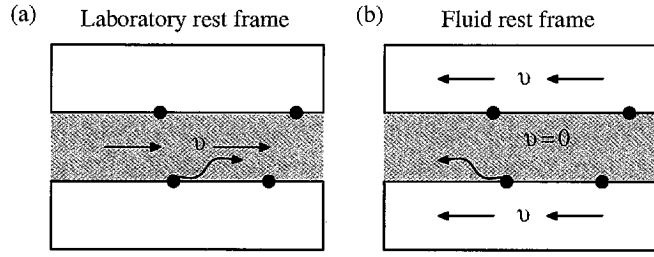 (a) Laboratory rest frame
υ
(b) Fluid rest frame
υ
υ=0
υ